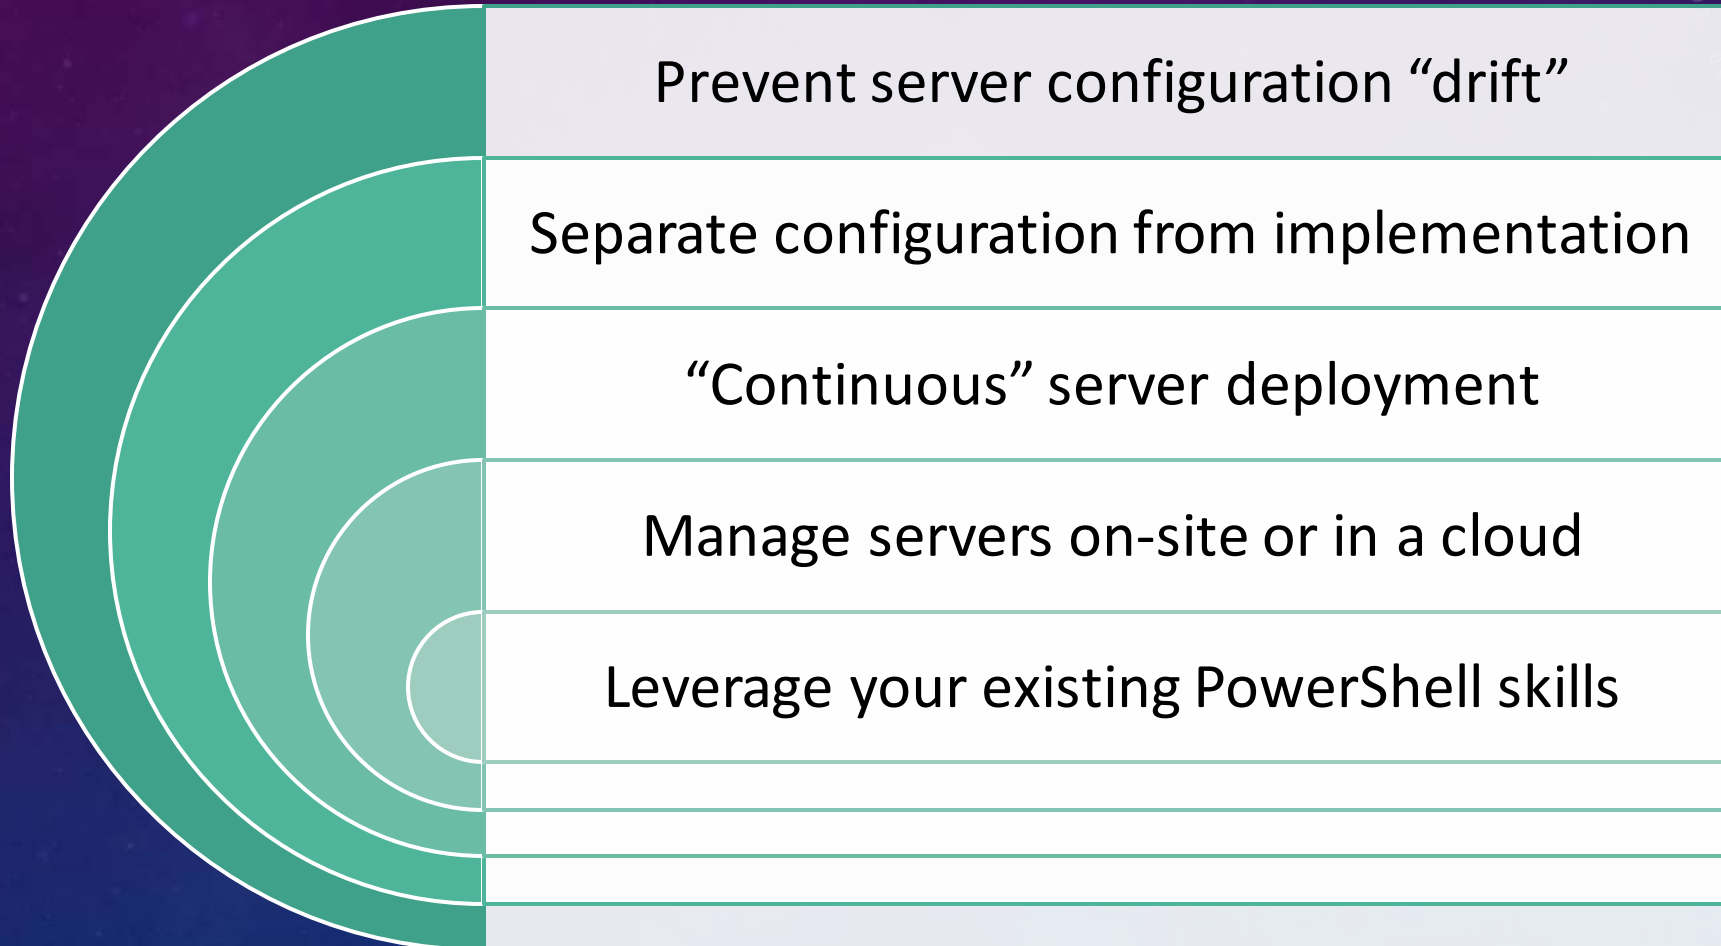 Prevent server configuration “drift”
Separate configuration from implementation
“Continuous” server deployment
Manage servers on-site or in a cloud
Leverage your existing PowerShell skills